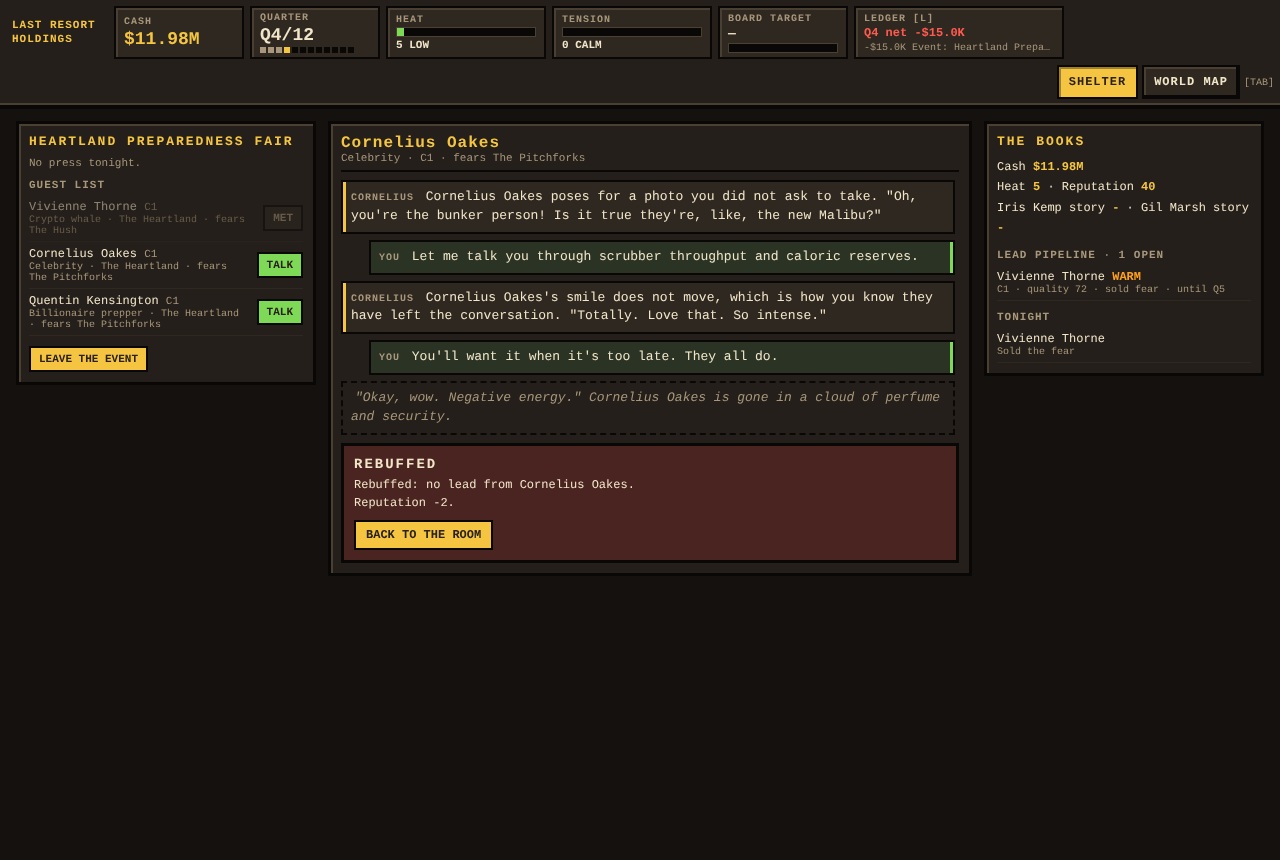 LAST RESORT
HOLDINGS
CASH
$11.98M
QUARTER
Q4/12
HEAT
5 LOW
TENSION
0 CALM
BOARD TARGET
—
LEDGER [L]
Q4 net -$15.0K
-$15.0K Event: Heartland Prepa…
SHELTER
WORLD MAP
[TAB]
HEARTLAND PREPAREDNESS FAIR
No press tonight.
GUEST LIST
Vivienne Thorne C1
Crypto whale · The Heartland · fears
The Hush
MET
Cornelius Oakes C1
Celebrity · The Heartland · fears
The Pitchforks
TALK
Quentin Kensington C1
Billionaire prepper · The Heartland
· fears The Pitchforks
TALK
LEAVE THE EVENT
Cornelius Oakes
Celebrity · C1 · fears The Pitchforks
CORNELIUS Cornelius Oakes poses for a photo you did not ask to take. "Oh,
you're the bunker person! Is it true they're, like, the new Malibu?"
YOU Let me talk you through scrubber throughput and caloric reserves.
CORNELIUS Cornelius Oakes's smile does not move, which is how you know they
have left the conversation. "Totally. Love that. So intense."
YOU You'll want it when it's too late. They all do.
"Okay, wow. Negative energy." Cornelius Oakes is gone in a cloud of perfume
and security.
REBUFFED
Rebuffed: no lead from Cornelius Oakes.
Reputation -2.
BACK TO THE ROOM
THE BOOKS
Cash $11.98M
Heat 5 · Reputation 40
Iris Kemp story - · Gil Marsh story
-
LEAD PIPELINE · 1 OPEN
Vivienne Thorne WARM
C1 · quality 72 · sold fear · until Q5
TONIGHT
Vivienne Thorne
Sold the fear